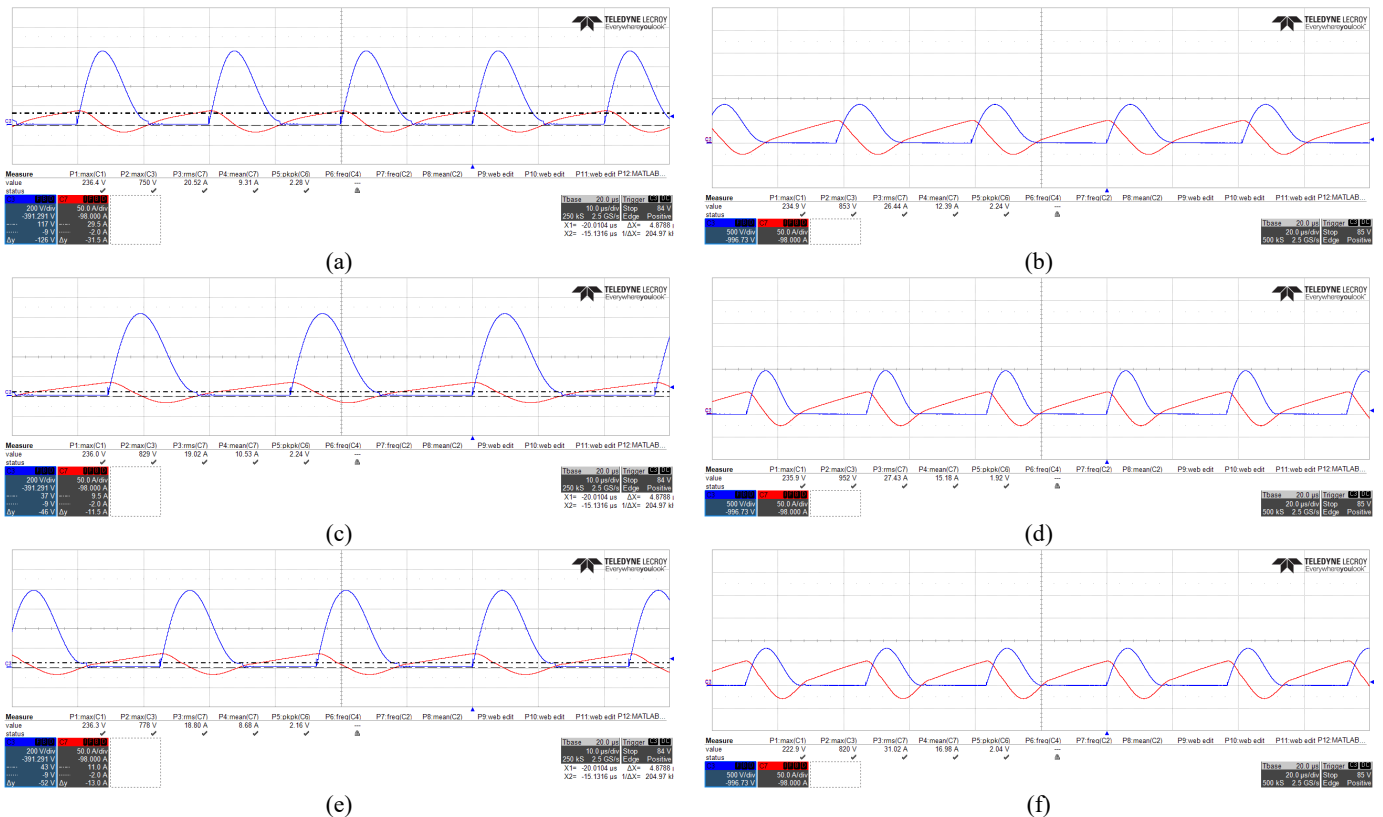 TELEDYNE LECROY
Everywhereyoulook™
C3
Measure P1:max(C1) P2:max(C3) P3:rms(C7) P4:mean(C7) P5:pkpk(C6) P6:freq(C4) P7:freq(C2) P8:mean(C2) P9:web edit P10:web edit P11:web edit P12:MATLAB...
value 236.4 V 750 V 20.52 A 9.31 A 2.28 V ---
status
200 V/div 50.0 A/div
-391.291 V -98.000 A
117 V 29.5 A
-9 V -2.0 A
Δy -126 V Δy -31.5 A
Tbase 20.0 µs Trigger C3 DC
10.0 µs/div Stop 84 V
250 kS 2.5 GS/s Edge Positive
X1= -20.0104 µs ΔX= 4.8788
X2= -15.1316 µs 1/ΔX= 204.97 k
(a)
TELEDYNE LECROY
Everywhereyoulook™
C3
Measure P1:max(C1) P2:max(C3) P3:rms(C7) P4:mean(C7) P5:pkpk(C6) P6:freq(C4) P7:freq(C2) P8:mean(C2) P9:web edit P10:web edit P11:web edit P12:MATLAB...
value 234.9 V 853 V 26.44 A 12.39 A 2.24 V ---
status
500 V/div 50.0 A/div
-996.73 V -98.000 A
Tbase 20.0 µs Trigger C3 DC
20.0 µs/div Stop 85 V
500 kS 2.5 GS/s Edge Positive
(b)
TELEDYNE LECROY
Everywhereyoulook™
C3
Measure P1:max(C1) P2:max(C3) P3:rms(C7) P4:mean(C7) P5:pkpk(C6) P6:freq(C4) P7:freq(C2) P8:mean(C2) P9:web edit P10:web edit P11:web edit P12:MATLAB...
value 236.0 V 829 V 19.02 A 10.53 A 2.24 V ---
status
200 V/div 50.0 A/div
-391.291 V -98.000 A
37 V 9.5 A
-9 V -2.0 A
Δy -46 V Δy -11.5 A
Tbase 20.0 µs Trigger C3 DC
10.0 µs/div Stop 84 V
250 kS 2.5 GS/s Edge Positive
X1= -20.0104 µs ΔX= 4.8788
X2= -15.1316 µs 1/ΔX= 204.97 k
(c)
TELEDYNE LECROY
Everywhereyoulook™
C3
Measure P1:max(C1) P2:max(C3) P3:rms(C7) P4:mean(C7) P5:pkpk(C6) P6:freq(C4) P7:freq(C2) P8:mean(C2) P9:web edit P10:web edit P11:web edit P12:MATLAB...
value 235.9 V 952 V 27.43 A 15.18 A 1.92 V ---
status
500 V/div 50.0 A/div
-996.73 V -98.000 A
Tbase 20.0 µs Trigger C3 DC
20.0 µs/div Stop 85 V
500 kS 2.5 GS/s Edge Positive
(d)
TELEDYNE LECROY
Everywhereyoulook™
C3
Measure P1:max(C1) P2:max(C3) P3:rms(C7) P4:mean(C7) P5:pkpk(C6) P6:freq(C4) P7:freq(C2) P8:mean(C2) P9:web edit P10:web edit P11:web edit P12:MATLAB...
value 236.3 V 778 V 18.80 A 8.68 A 2.16 V ---
status
200 V/div 50.0 A/div
-391.291 V -98.000 A
43 V 11.0 A
-9 V -2.0 A
Δy -52 V Δy -13.0 A
Tbase 20.0 µs Trigger C3 DC
10.0 µs/div Stop 84 V
250 kS 2.5 GS/s Edge Positive
X1= -20.0104 µs ΔX= 4.8788
X2= -15.1316 µs 1/ΔX= 204.97 k
(e)
TELEDYNE LECROY
Everywhereyoulook™
C3
Measure P1:max(C1) P2:max(C3) P3:rms(C7) P4:mean(C7) P5:pkpk(C6) P6:freq(C4) P7:freq(C2) P8:mean(C2) P9:web edit P10:web edit P11:web edit P12:MATLAB...
value 222.9 V 820 V 31.02 A 16.98 A 2.04 V ---
status
500 V/div 50.0 A/div
-996.73 V -98.000 A
Tbase 20.0 µs Trigger C3 DC
20.0 µs/div Stop 85 V
500 kS 2.5 GS/s Edge Positive
(f)